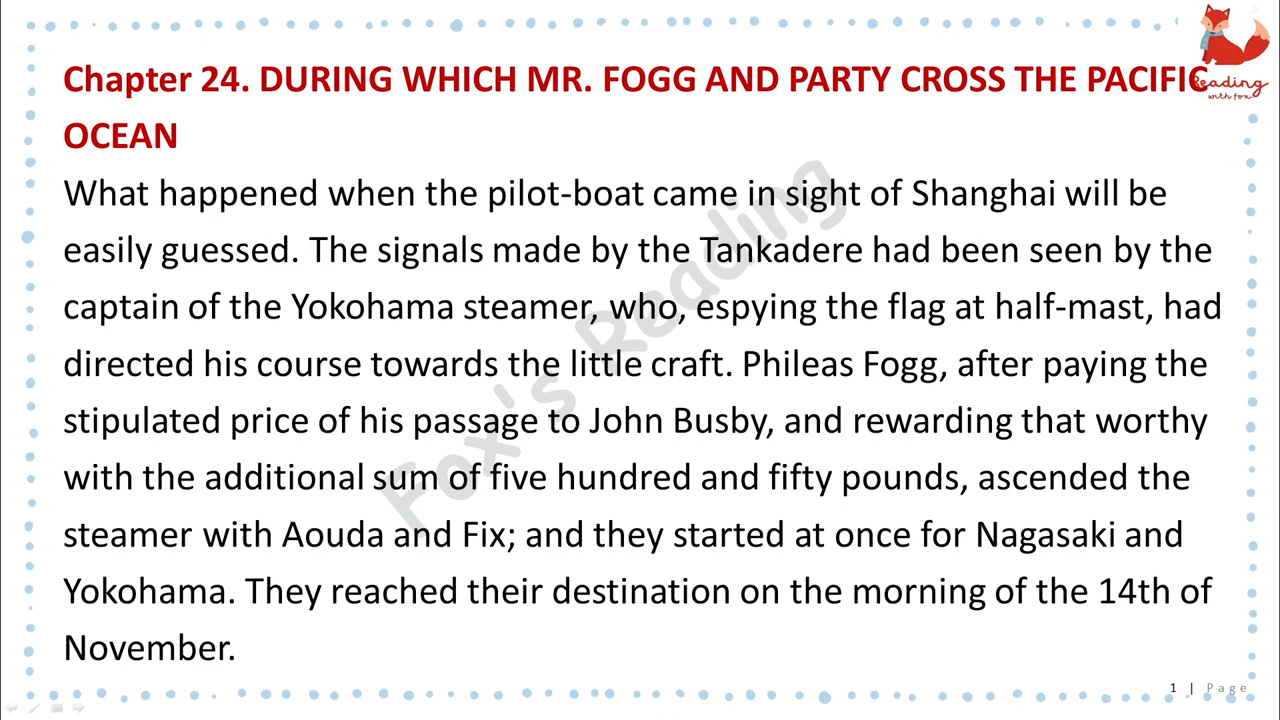 Chapter 24. DURING WHICH MR. FOGG AND PARTY CROSS THE PACIFIC
OCEAN
Reading
with fox
What happened when the pilot-boat came in sight of Shanghai will be
easily guessed. The signals made by the Tankadere had been seen by the
captain of the Yokohama steamer, who, espying the flag at half-mast, had
directed his course towards the little craft. Phileas Fogg, after paying the
stipulated price of his passage to John Busby, and rewarding that worthy
with the additional sum of five hundred and fifty pounds, ascended the
steamer with Aouda and Fix; and they started at once for Nagasaki and
Yokohama. They reached their destination on the morning of the 14th of
November.
Fox's Reading
1 | Page